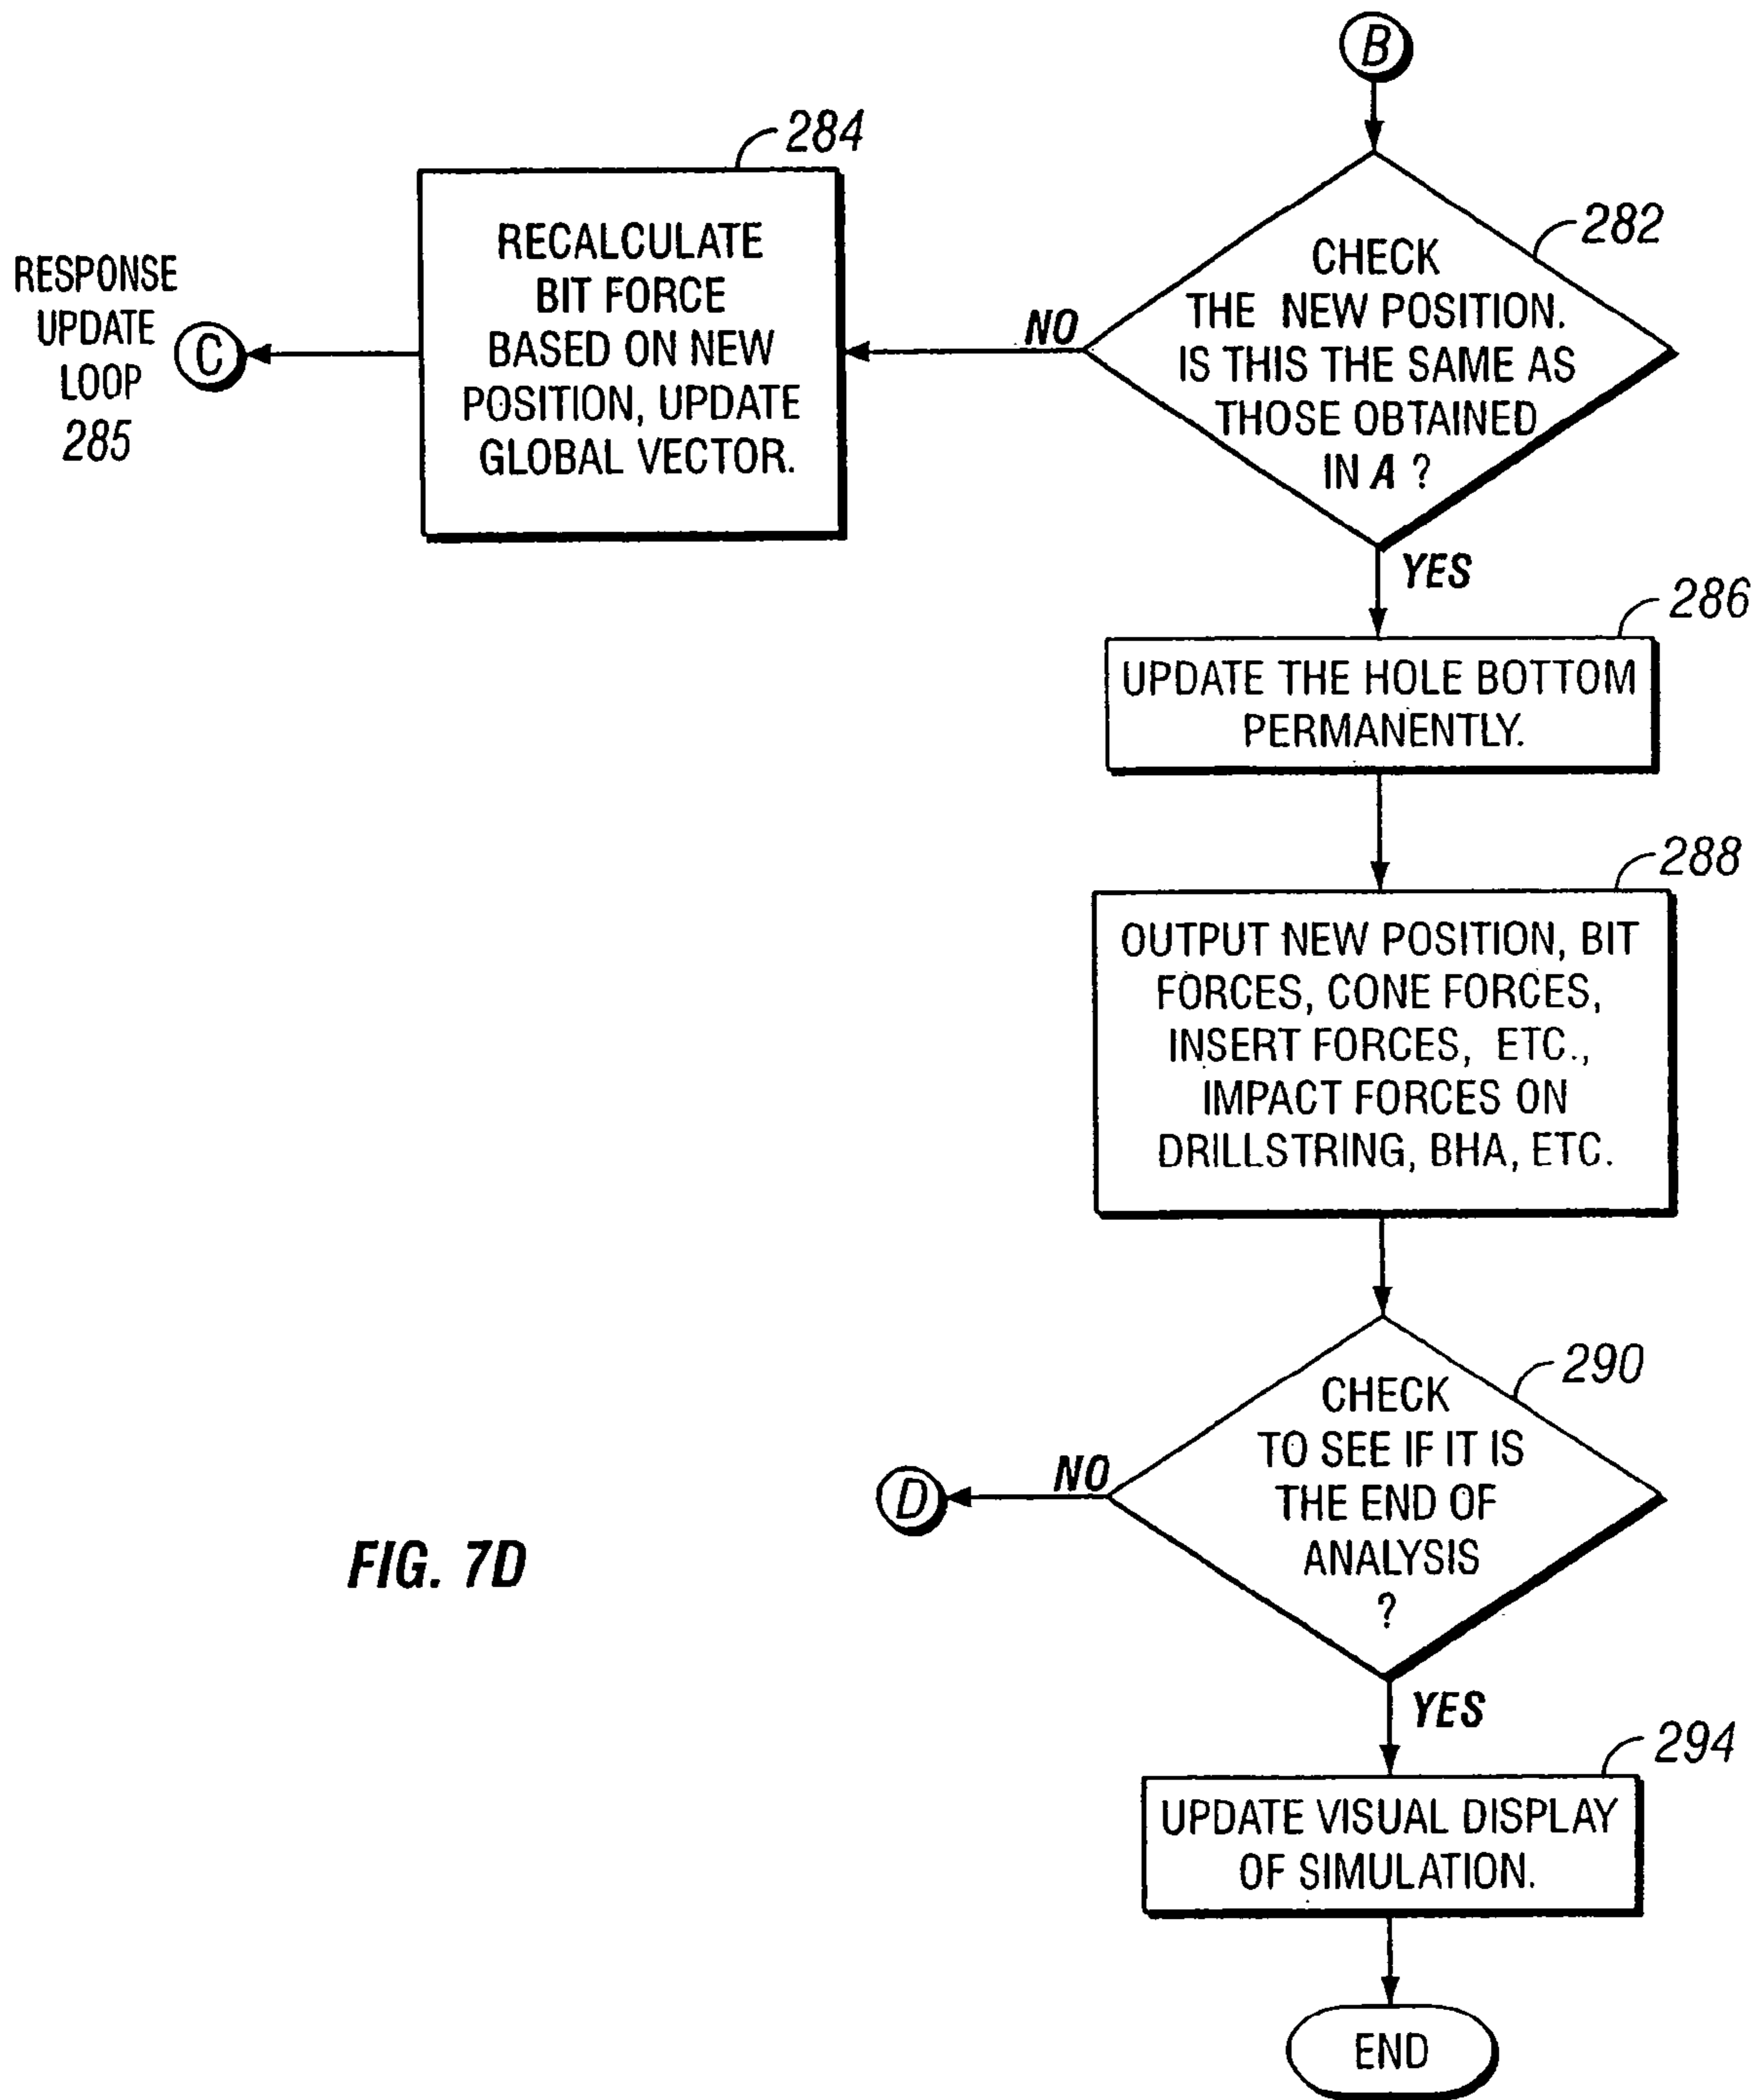 B
284
282
RECALCULATE
BIT FORCE
BASED ON NEW
POSITION, UPDATE
GLOBAL VECTOR.
RESPONSE
UPDATE
LOOP
285
C
NO
CHECK
THE NEW POSITION.
IS THIS THE SAME AS
THOSE OBTAINED
IN A ?
YES
286
UPDATE THE HOLE BOTTOM
PERMANENTLY.
288
OUTPUT NEW POSITION, BIT
FORCES, CONE FORCES,
INSERT FORCES, ETC.,
IMPACT FORCES ON
DRILLSTRING, BHA, ETC.
290
CHECK
TO SEE IF IT IS
THE END OF
ANALYSIS
?
NO
D
FIG. 7D
YES
294
UPDATE VISUAL DISPLAY
OF SIMULATION.
END